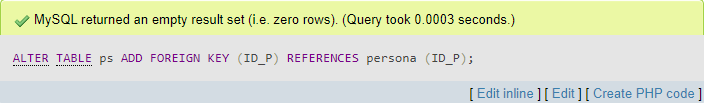 MySQL returned an empty result set (i.e. zero rows). (Query took 0.0003 seconds.)
ALTER TABLE ps ADD FOREIGN KEY (ID_P) REFERENCES persona (ID_P);
[ Edit inline ] [ Edit ] [ Create PHP code ]